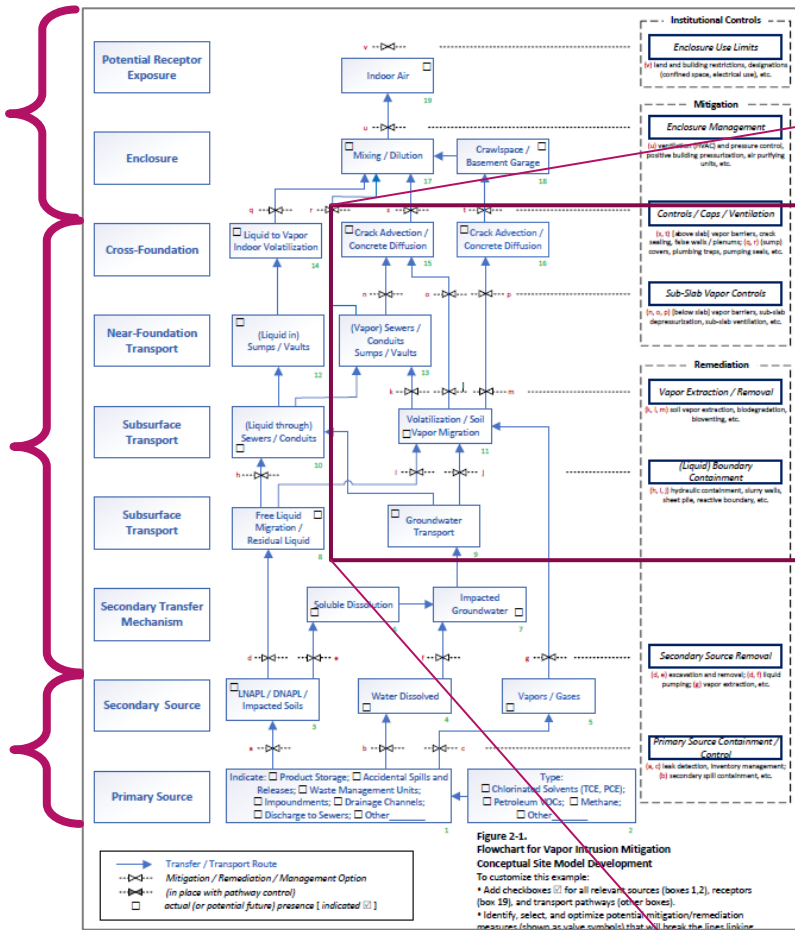 Institutional Controls
Potential Receptor
Exposure
v
Indoor Air
19
Enclosure Use Limits
(v) land and building restrictions, designations
(confined space, electrical use), etc.
Mitigation
Enclosure
u
Mixing / Dilution
17
Crawlspace /
Basement Garage
18
Enclosure Management
(u) ventilation (HVAC) and pressure control,
positive building pressurization, air purifying
units, etc.
q
r
s
t
Cross-Foundation
Liquid to Vapor
Indoor Volatilization
14
Crack Advection /
Concrete Diffusion
15
Crack Advection /
Concrete Diffusion
16
Controls / Caps / Ventilation
(s, t) [above slab] vapor barriers, crack
sealing, false walls / plenums; (q, r) (sump)
covers, plumbing traps, pumping seals, etc.
n
o
p
Near-Foundation
Transport
(Liquid in)
Sumps / Vaults
12
(Vapor) Sewers /
Conduits
Sumps / Vaults
13
Sub-Slab Vapor Controls
(n, o, p) [below slab] vapor barriers, sub-slab
depressurization, sub-slab ventilation, etc.
Remediation
k
l
m
Subsurface
Transport
(Liquid through)
Sewers / Conduits
10
Volatilization / Soil
Vapor Migration
11
Vapor Extraction / Removal
(k, l, m): soil vapor extraction, biodegradation,
bioventing, etc.
h
i
j
(Liquid) Boundary
Containment
(h, i, j) hydraulic containment, slurry walls,
sheet pile, reactive boundary, etc.
Subsurface
Transport
Free Liquid
Migration /
Residual Liquid
8
Groundwater
Transport
9
Secondary Transfer
Mechanism
Soluble Dissolution
6
Impacted
Groundwater
7
d
e
f
g
Secondary Source Removal
(d, e) excavation and removal; (d, f) liquid
pumping; (g) vapor extraction, etc.
Secondary Source
LNAPL / DNAPL /
Impacted Soils
3
Water Dissolved
4
Vapors / Gases
5
a
b
c
Primary Source Containment /
Control
(a, c) leak detection, inventory management;
(b) secondary spill containment, etc.
Primary Source
Indicate: ☐ Product Storage; ☐ Accidental Spills and
Releases; ☐ Waste Management Units;
☐ Impoundments; ☐ Drainage Channels;
☐ Discharge to Sewers; ☐ Other______
1
Type:
☐ Chlorinated Solvents (TCE, PCE);
☐ Petroleum VOCs; ☐ Methane;
☐ Other______
2
Transfer / Transport Route
Mitigation / Remediation / Management Option
(in place with pathway control)
☐ actual (or potential future) presence [ indicated ☑ ]
Figure 2-1.
Flowchart for Vapor Intrusion Mitigation
Conceptual Site Model Development
To customize this example:
• Add checkboxes ☑ for all relevant sources (boxes 1,2), receptors
(box 19), and transport pathways (other boxes).
• Identify, select, and optimize potential mitigation/remediation
measures (shown as valve symbols) that will break the lines linking